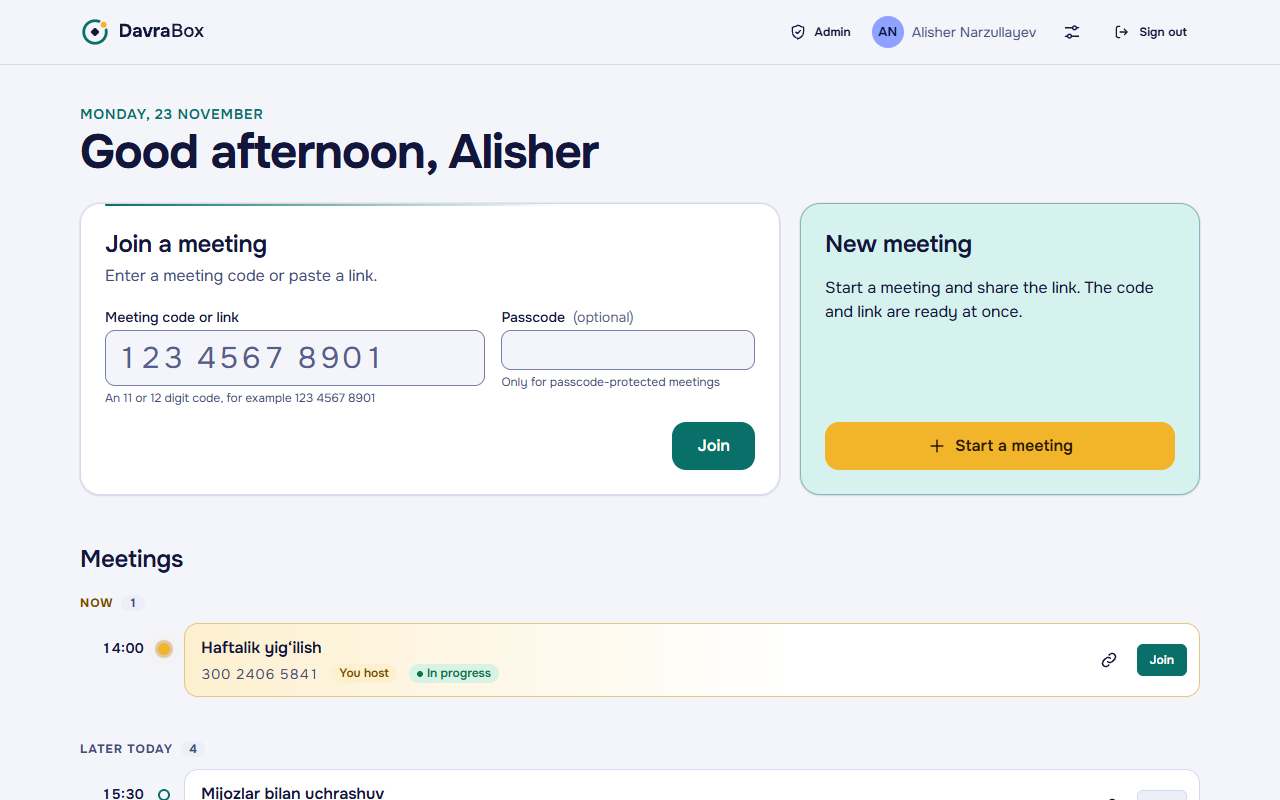 DavraBox
Admin
AN
Alisher Narzullayev
Sign out
MONDAY, 23 NOVEMBER
Good afternoon, Alisher
Join a meeting
Enter a meeting code or paste a link.
Meeting code or link
123 4567 8901
An 11 or 12 digit code, for example 123 4567 8901
Passcode (optional)
Only for passcode-protected meetings
Join
New meeting
Start a meeting and share the link. The code
and link are ready at once.
Start a meeting
Meetings
NOW 1
14:00
Haftalik yig‘ilish
300 2406 5841 You host In progress
Join
LATER TODAY 4
15:30
Mijozlar bilan uchrashuv